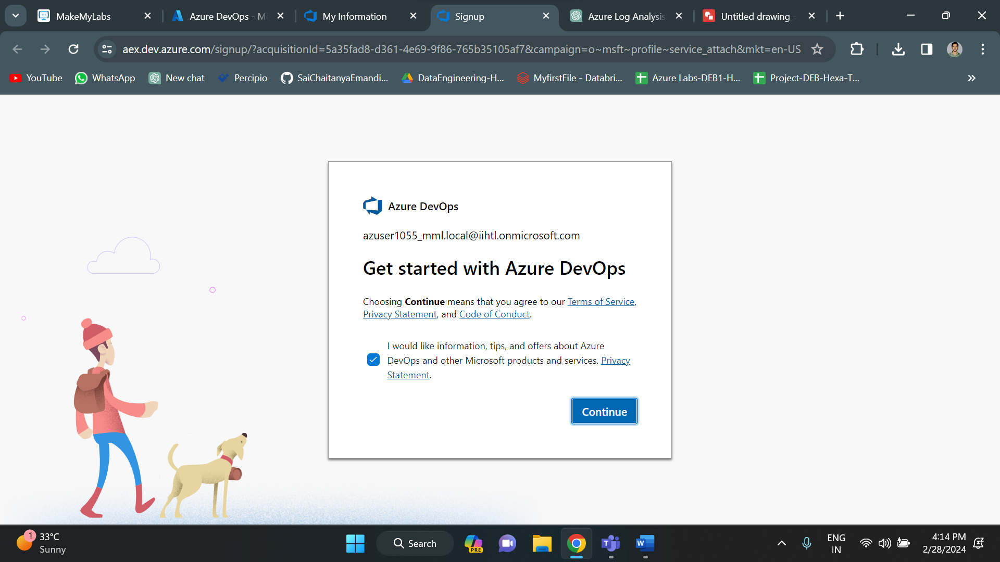 MakeMyLabs
Azure DevOps - Mi
My Information
Signup
Azure Log Analysis
Untitled drawing -
aex.dev.azure.com/signup/?acquisitionId=5a35fad8-d361-4e69-9f86-765b35105af7&campaign=o~msft~profile~service_attach&mkt=en-US
YouTube
WhatsApp
New chat
Percipio
SaiChaitanyaEmandi...
DataEngineering-H...
MyfirstFile - Databri...
Azure Labs-DEB1-H...
Project-DEB-Hexa-T...
Azure DevOps
azuser1055_mml.local@iihtl.onmicrosoft.com
Get started with Azure DevOps
Choosing Continue means that you agree to our Terms of Service,
Privacy Statement, and Code of Conduct.
I would like information, tips, and offers about Azure
DevOps and other Microsoft products and services. Privacy
Statement.
Continue
1
33°C
Sunny
Search
PRE
ENG
IN
4:14 PM
2/28/2024